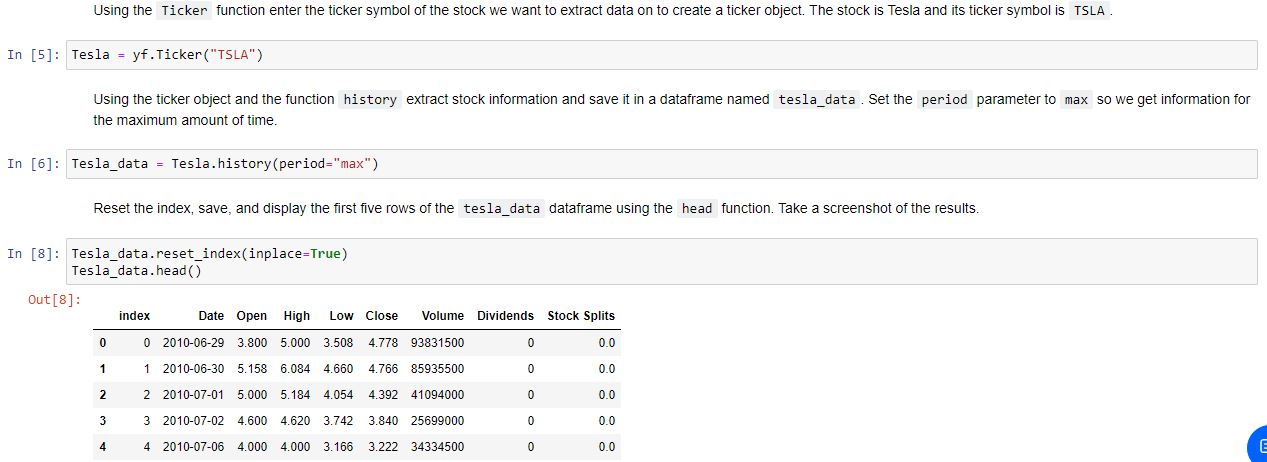 Using the Ticker function enter the ticker symbol of the stock we want to extract data on to create a ticker object. The stock is Tesla and its ticker symbol is TSLA .
In [5]: Tesla = yf.Ticker("TSLA")
Using the ticker object and the function history extract stock information and save it in a dataframe named tesla_data . Set the period parameter to max so we get information for
the maximum amount of time.
In [6]: Tesla_data = Tesla.history(period="max")
Reset the index, save, and display the first five rows of the tesla_data dataframe using the head function. Take a screenshot of the results.
In [8]: Tesla_data.reset_index(inplace=True)
Tesla_data.head()
Out[8]:
index Date Open High Low Close Volume Dividends Stock Splits
0 0 2010-06-29 3.800 5.000 3.508 4.778 93831500 0 0.0
1 1 2010-06-30 5.158 6.084 4.660 4.766 85935500 0 0.0
2 2 2010-07-01 5.000 5.184 4.054 4.392 41094000 0 0.0
3 3 2010-07-02 4.600 4.620 3.742 3.840 25699000 0 0.0
4 4 2010-07-06 4.000 4.000 3.166 3.222 34334500 0 0.0